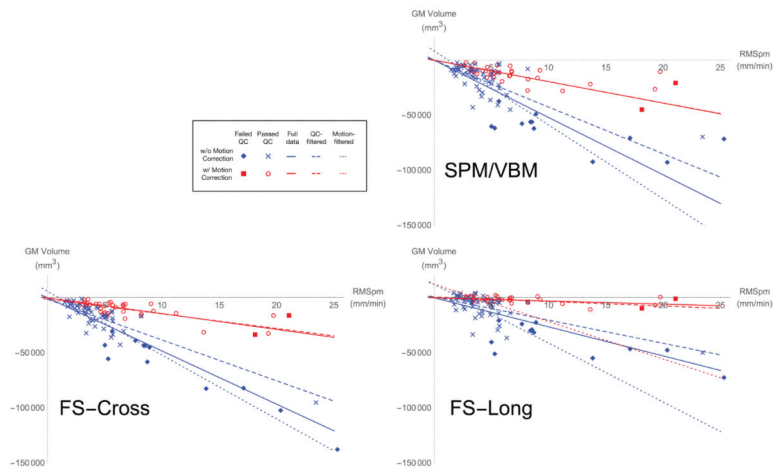 GM Volume
(mm³)
RMSpm
(mm/min)
5
10
15
20
25
−50000
−100000
−150000
SPM/VBM
Failed QC
Passed QC
Full data
QC-filtered
Motion-filtered
w/o Motion Correction
w/ Motion Correction
GM Volume
(mm³)
RMSpm
(mm/min)
5
10
15
20
25
−50000
−100000
−150000
FS−Cross
GM Volume
(mm³)
RMSpm
(mm/min)
5
10
15
20
25
−50000
−100000
−150000
FS−Long